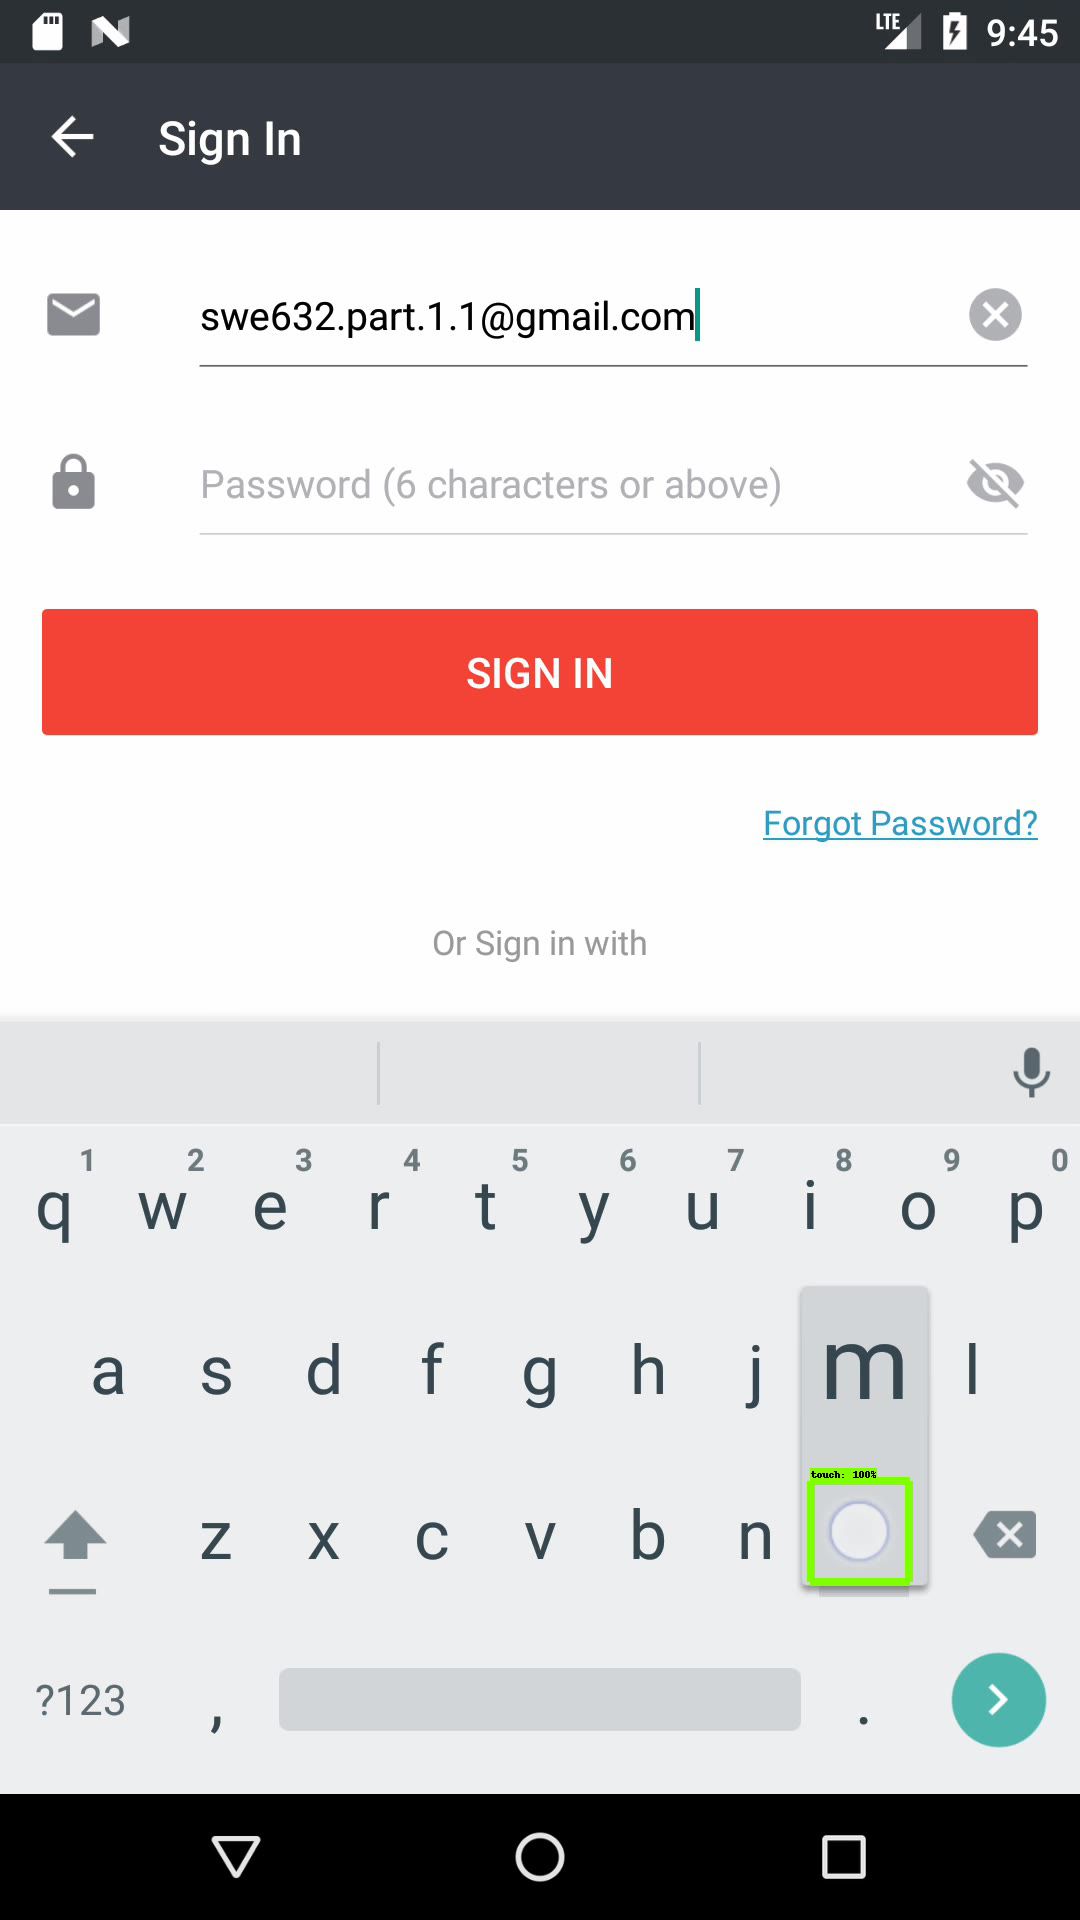 LTE 9:45
Sign In
swe632.part.1.1@gmail.com
Password (6 characters or above)
SIGN IN
Forgot Password?
Or Sign in with
1 2 3 4 5 6 7 8 9 0
q w e r t y u i o p
a s d f g h j m l
touch: 100%
z x c v b n
?123 , .